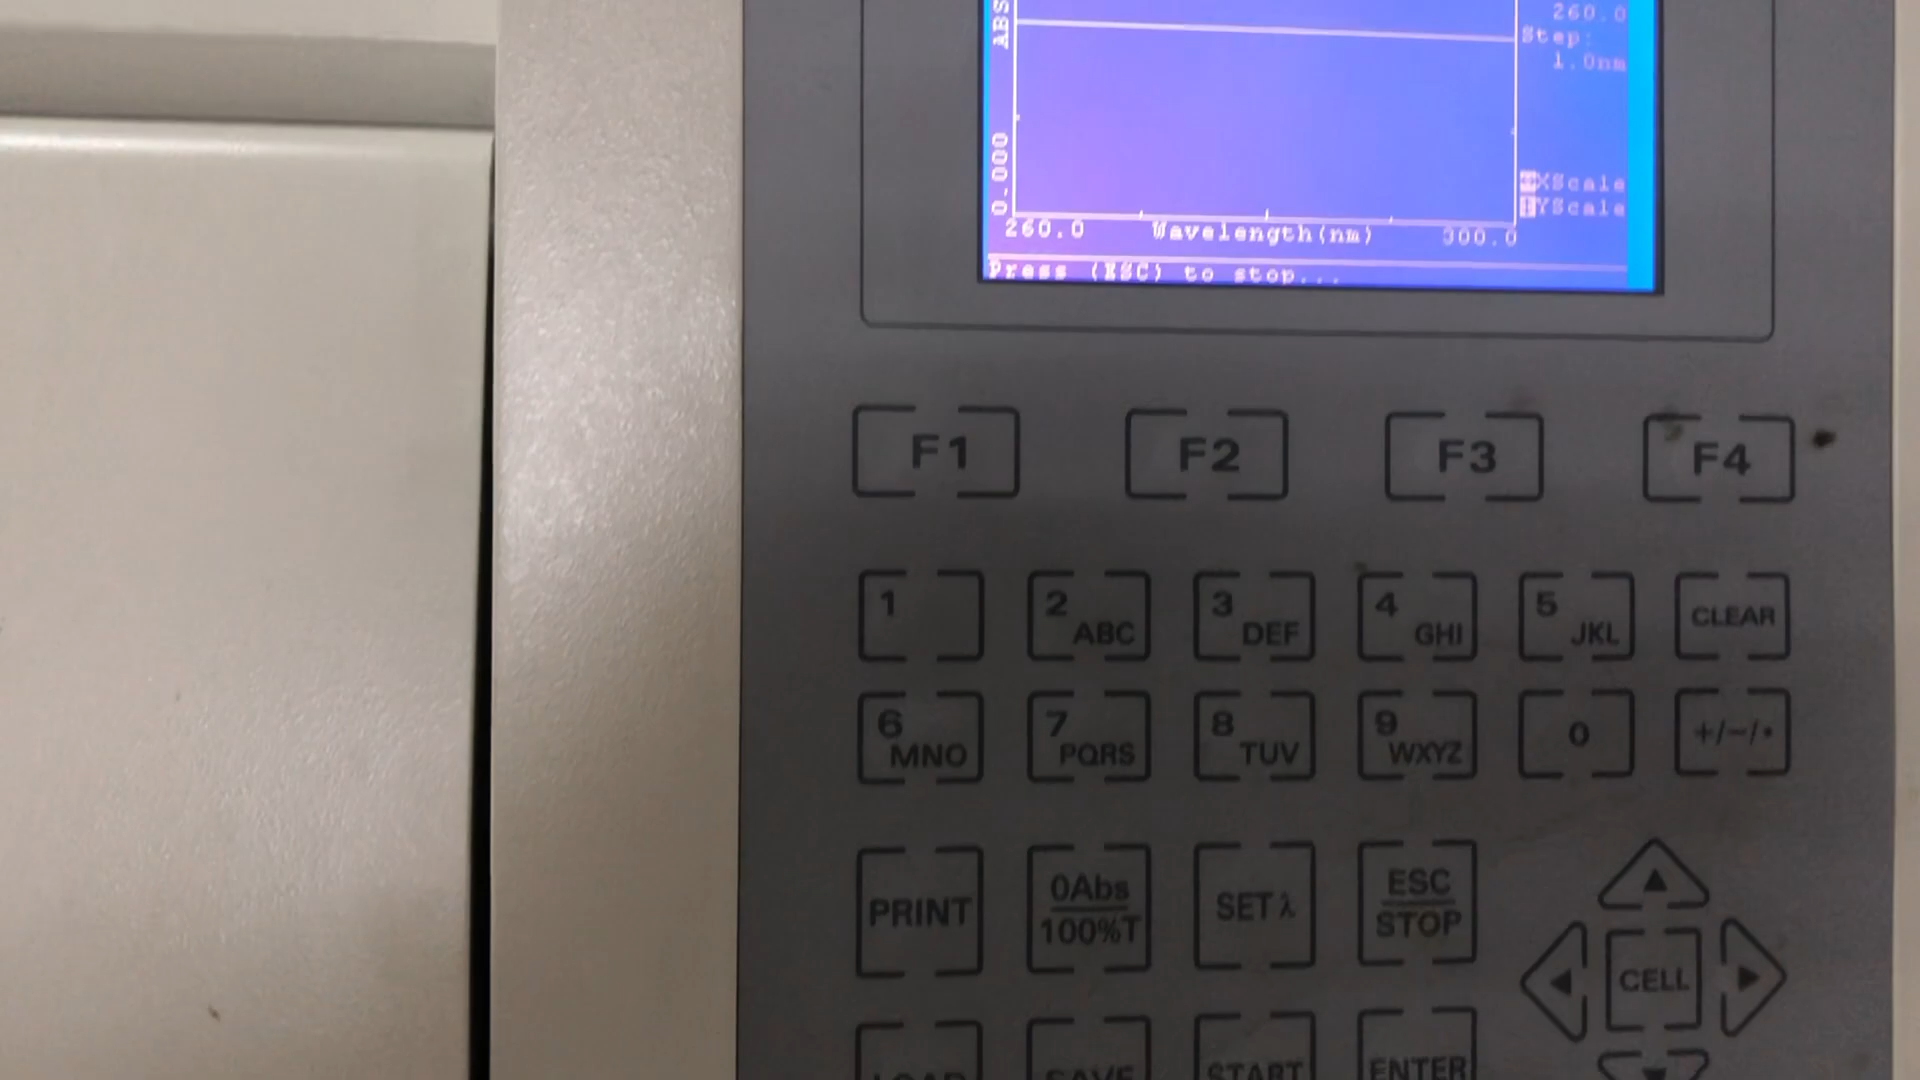 ABS
260.0
Step:
1.0nm
0.000
XScale
YScale
260.0 Wavelength(nm) 300.0
Press (ESC) to stop...
F1 F2 F3 F4
1 2 ABC 3 DEF 4 GHI 5 JKL CLEAR
6 MNO 7 PQRS 8 TUV 9 WXYZ 0 +/−/•
PRINT 0Abs 100%T SET λ ESC STOP
CELL
LOAD SAVE START ENTER